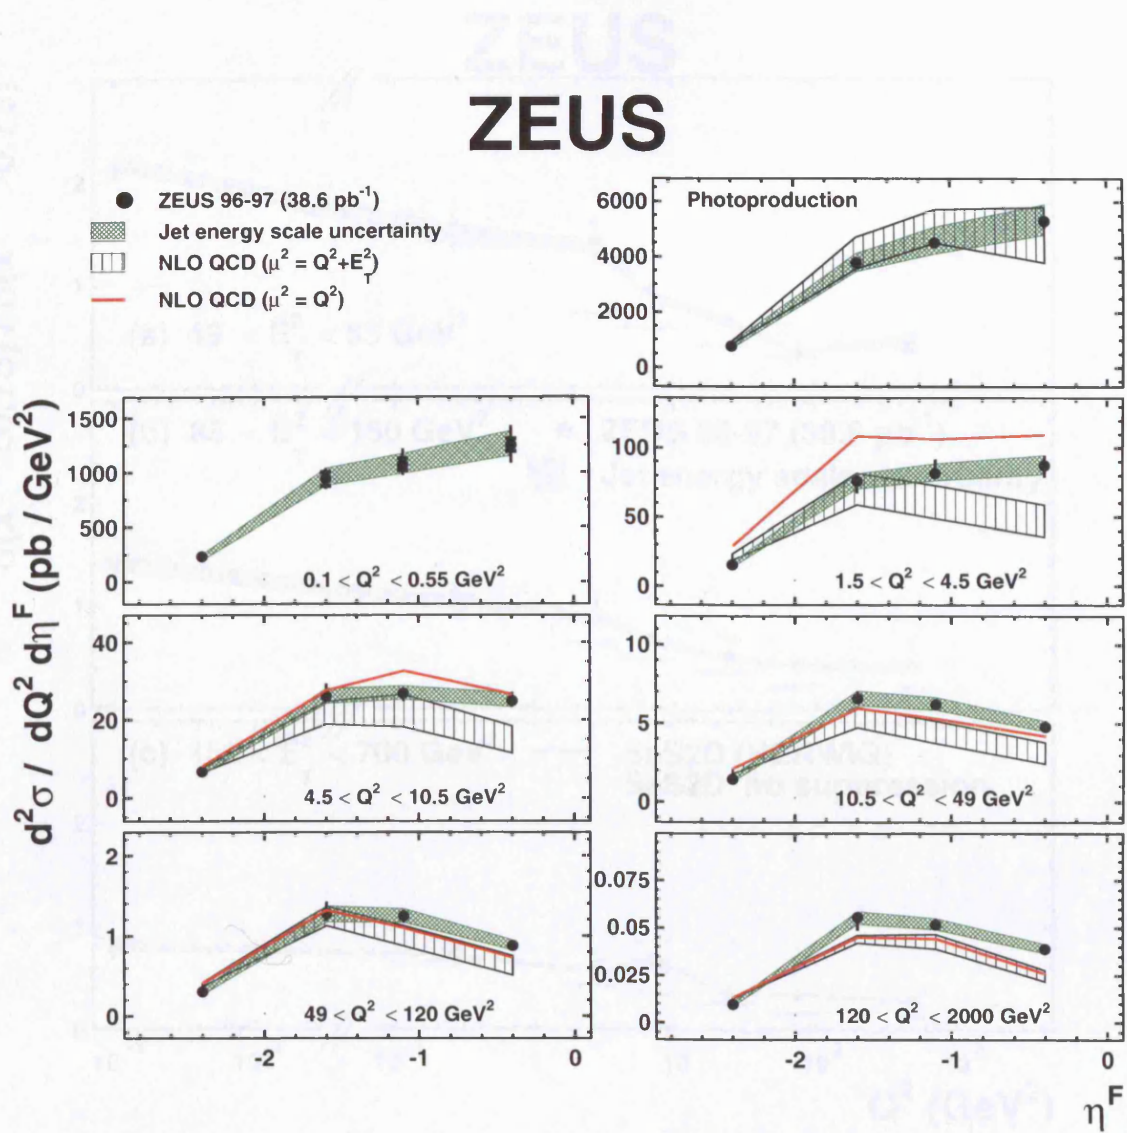 ZEUS
ZEUS 96-97 (38.6 pb⁻¹)
Jet energy scale uncertainty
NLO QCD (μ² = Q²+E_T²)
NLO QCD (μ² = Q²)
Photoproduction
6000
4000
2000
0
d²σ / dQ² dη^F (pb / GeV²)
1500
1000
500
0
0.1 < Q² < 0.55 GeV²
100
50
0
1.5 < Q² < 4.5 GeV²
40
20
0
4.5 < Q² < 10.5 GeV²
10
5
0
10.5 < Q² < 49 GeV²
2
1
0
49 < Q² < 120 GeV²
0.075
0.05
0.025
0
120 < Q² < 2000 GeV²
-2 -1 0
-2 -1 0
η^F